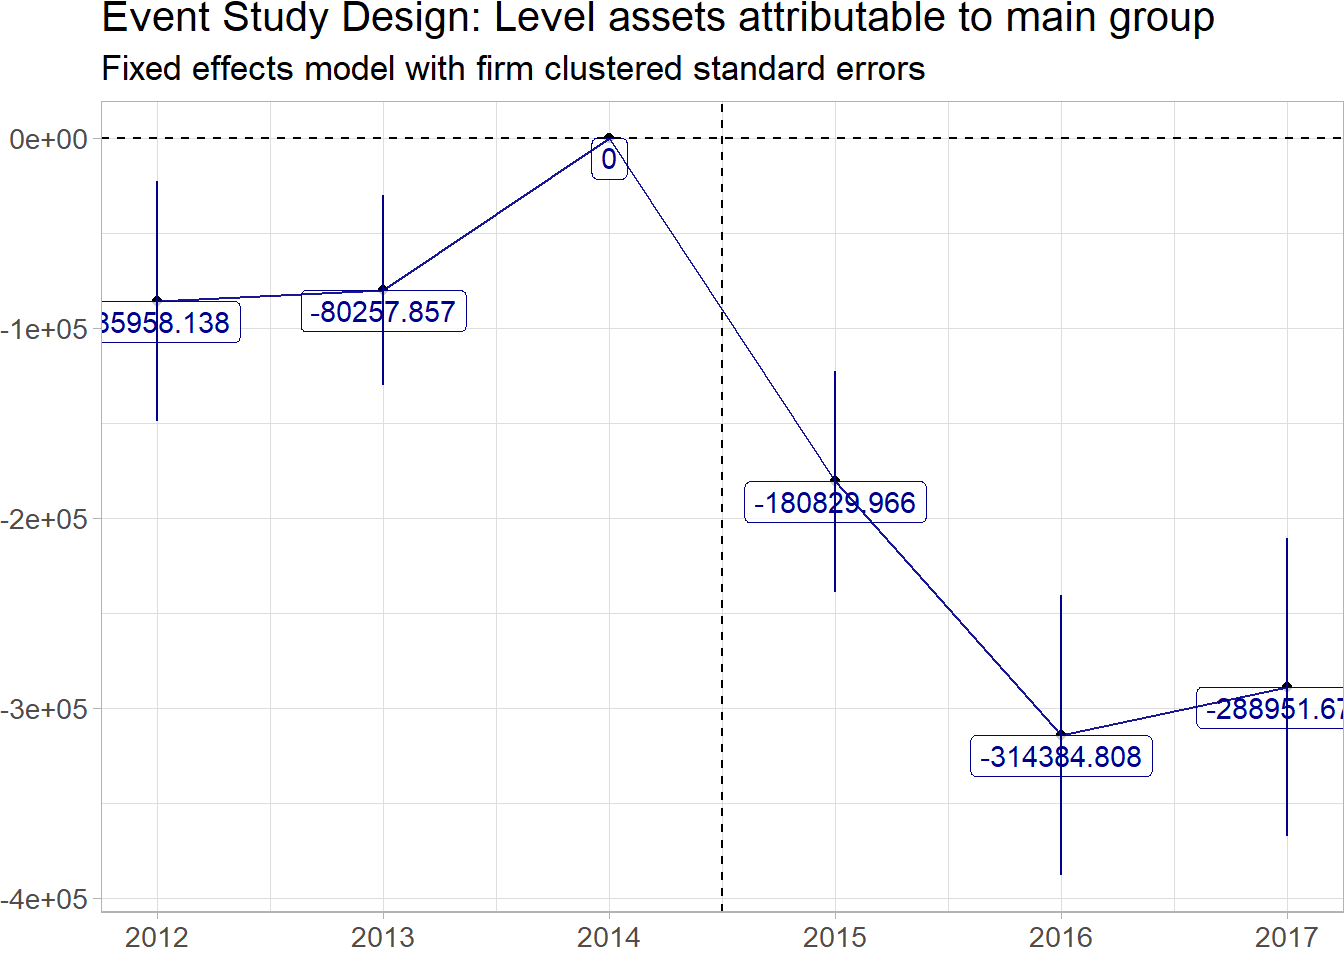 Event Study Design: Level assets attributable to main group
Fixed effects model with firm clustered standard errors
0e+00
-1e+05
-2e+05
-3e+05
-4e+05
85958.138
-80257.857
0
-180829.966
-314384.808
-288951.67
2012 2013 2014 2015 2016 2017